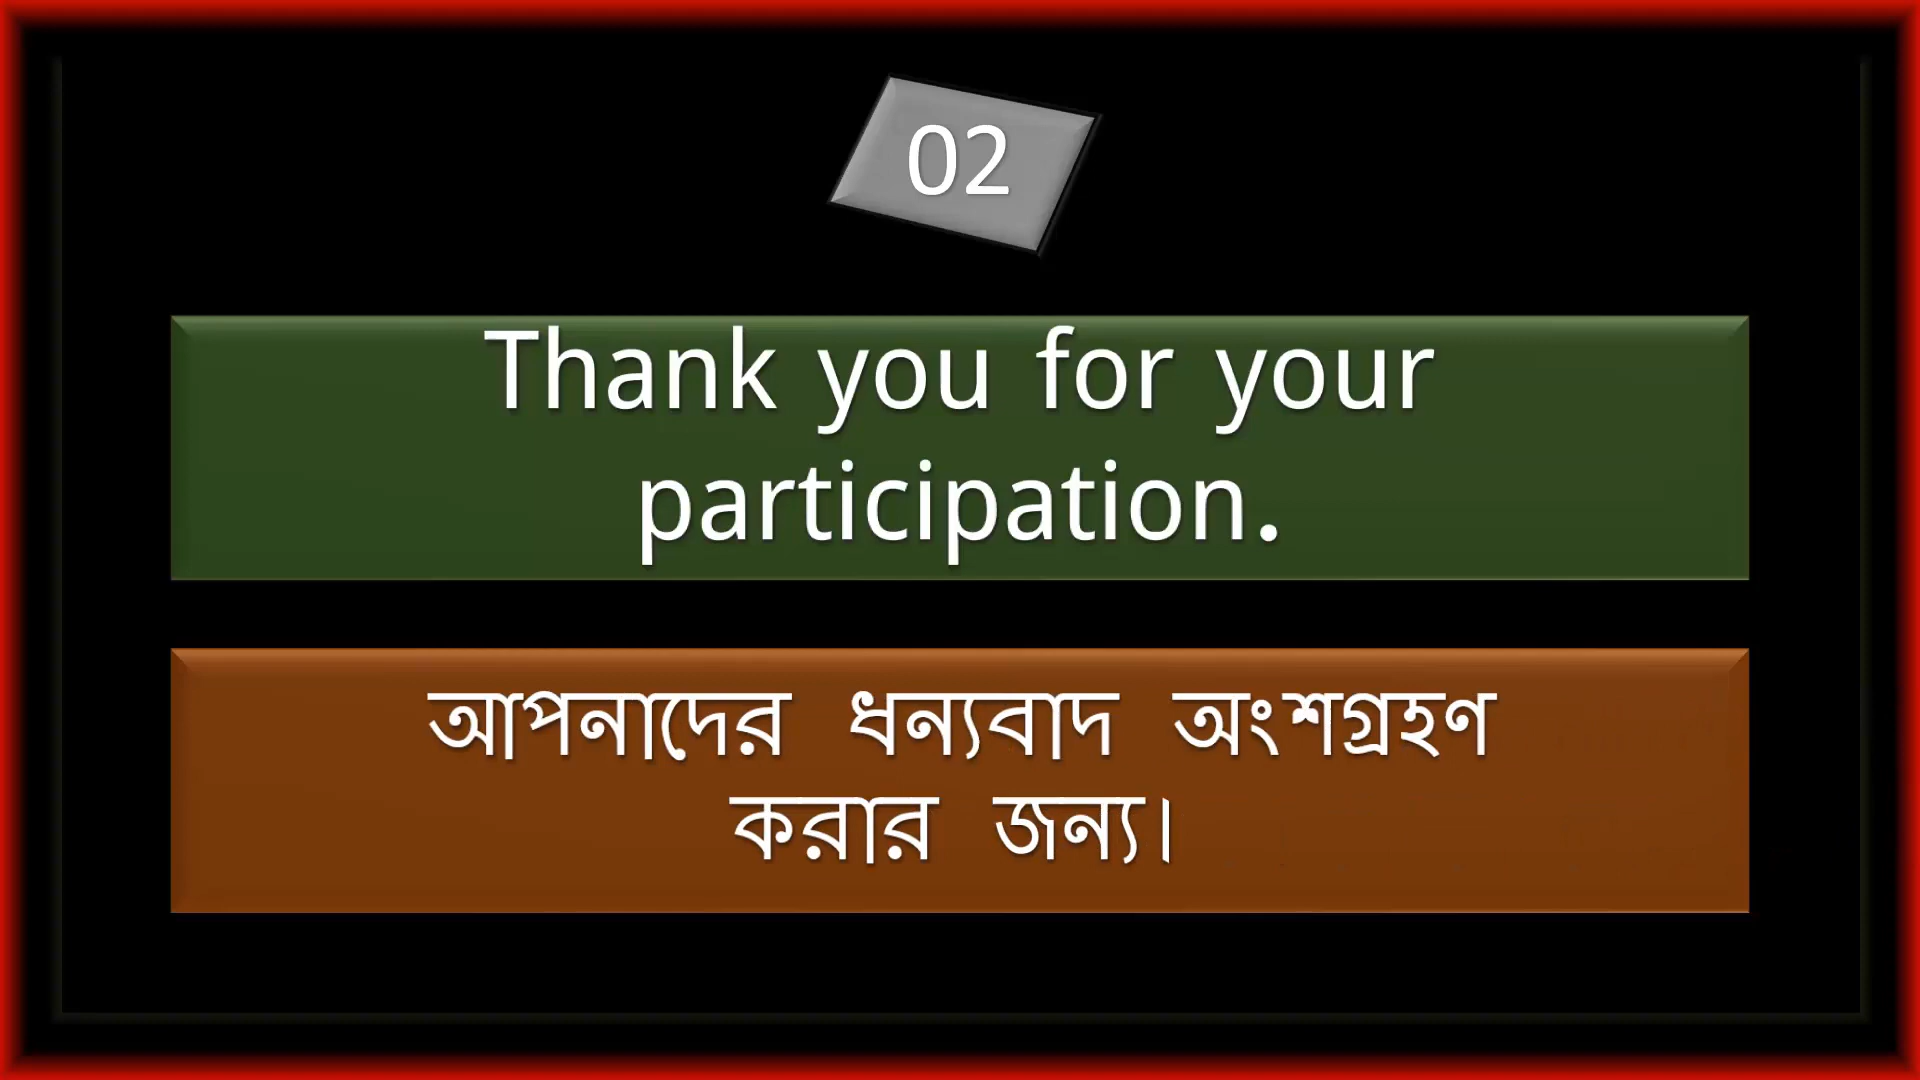 02
Thank you for your
participation.
আপনাদের ধন্যবাদ অংশগ্রহণ
করার জন্য।